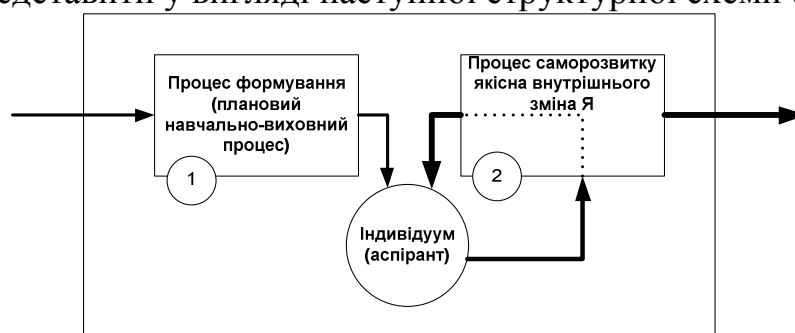 у вигляді наступної структурної схеми
Процес формування
(плановий
навчально-виховний
процес)
1
Процес саморозвитку
якісна внутрішнього
зміна Я
2
Індивідуум
(аспірант)